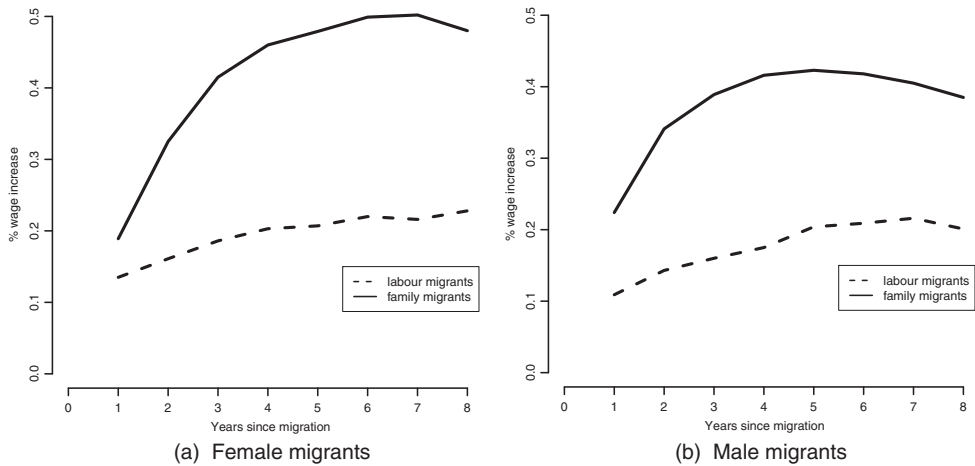 0.5
0.4
0.3
0.2
0.1
0.0
% wage increase
labour migrants
family migrants
0 1 2 3 4 5 6 7 8
Years since migration
(a) Female migrants
0.5
0.4
0.3
0.2
0.1
0.0
% wage increase
labour migrants
family migrants
0 1 2 3 4 5 6 7 8
Years since migration
(b) Male migrants